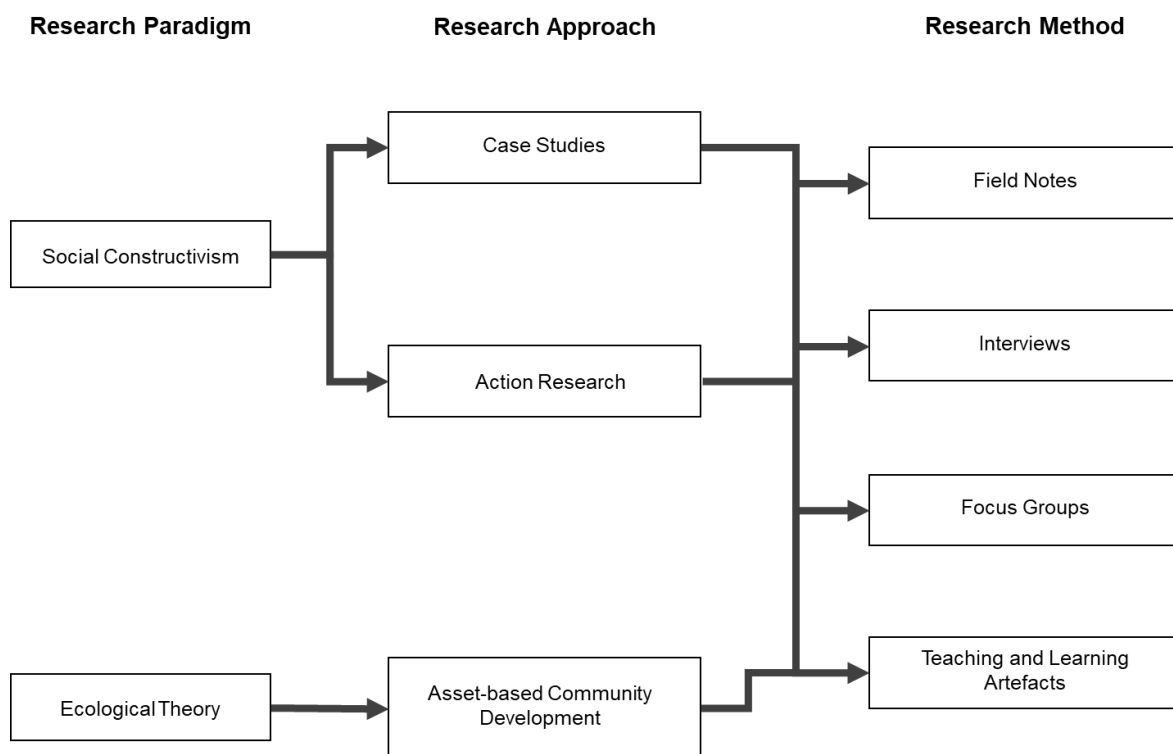 Research Paradigm
Research Approach
Research Method
Case Studies
Field Notes
Social Constructivism
Interviews
Action Research
Focus Groups
Teaching and Learning
Artefacts
Ecological Theory
Asset-based Community
Development